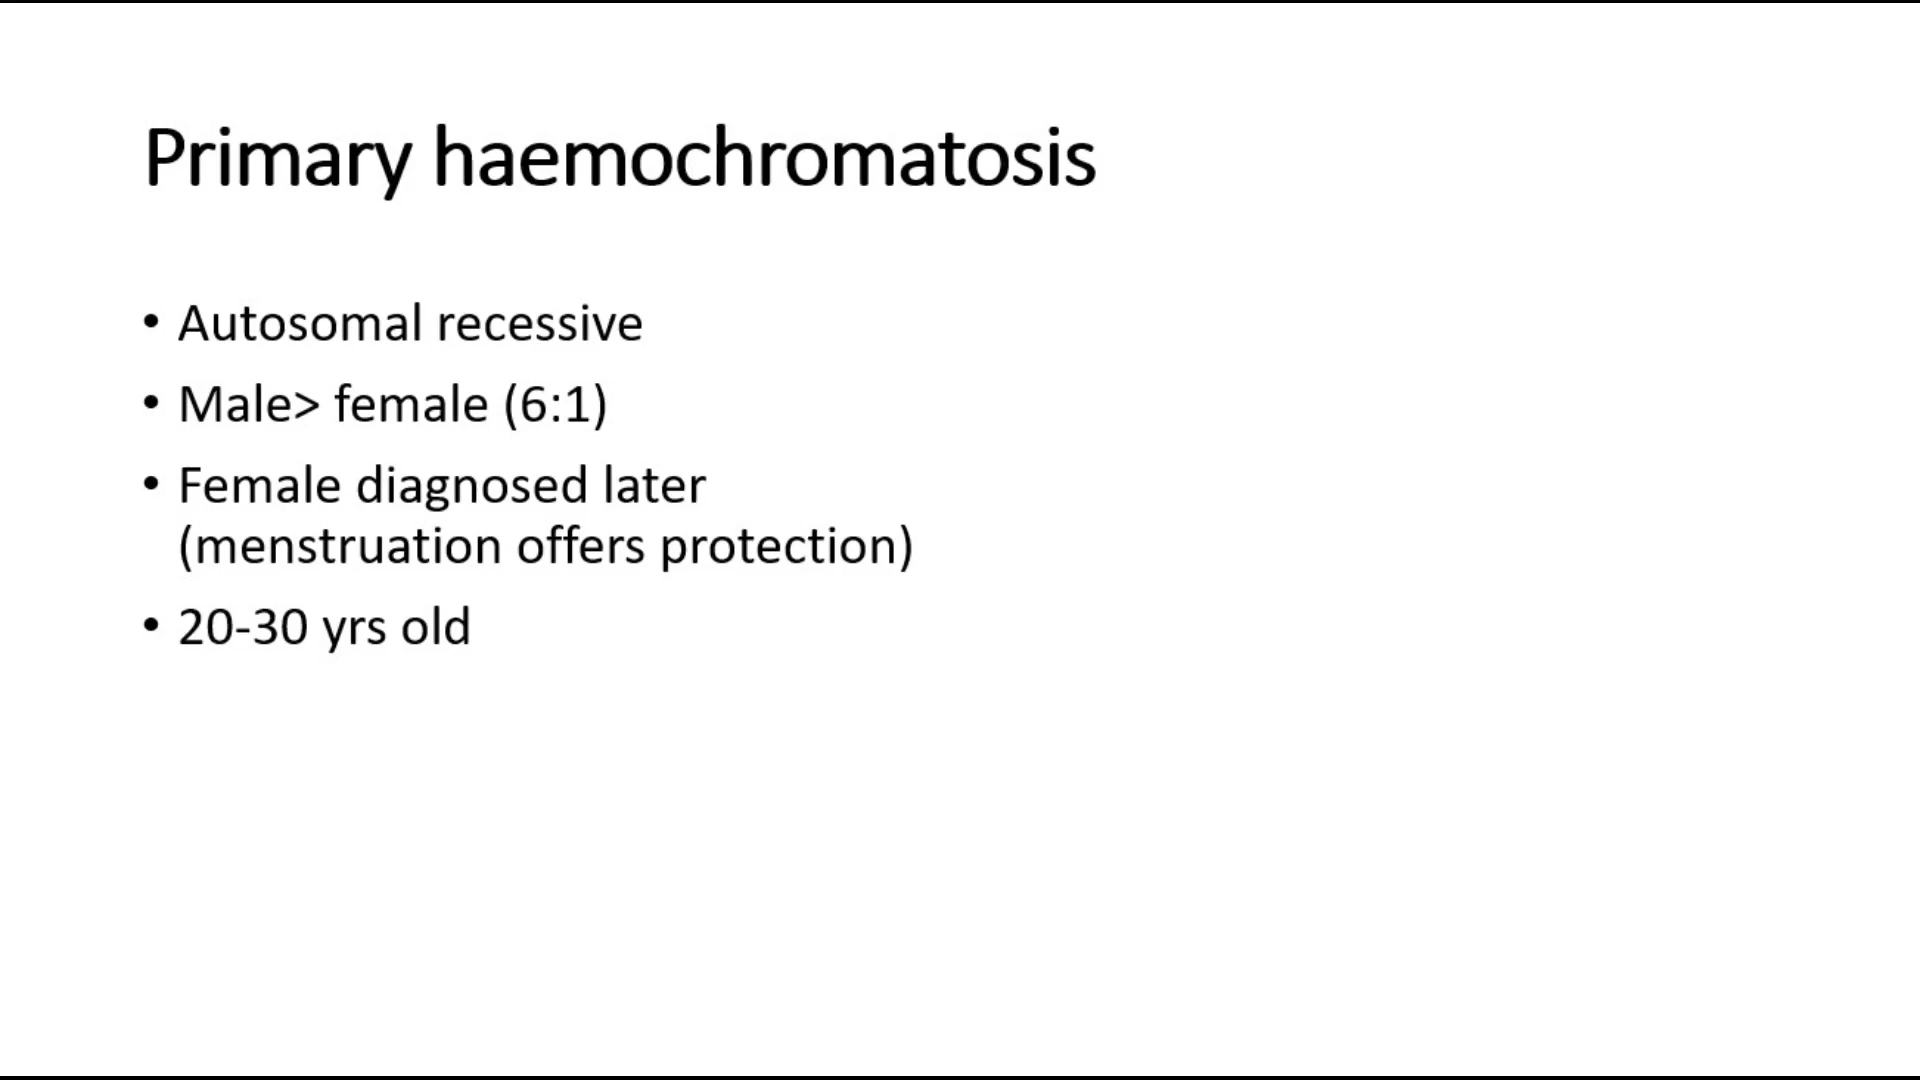 Primary haemochromatosis
• Autosomal recessive
• Male> female (6:1)
• Female diagnosed later
(menstruation offers protection)
• 20-30 yrs old